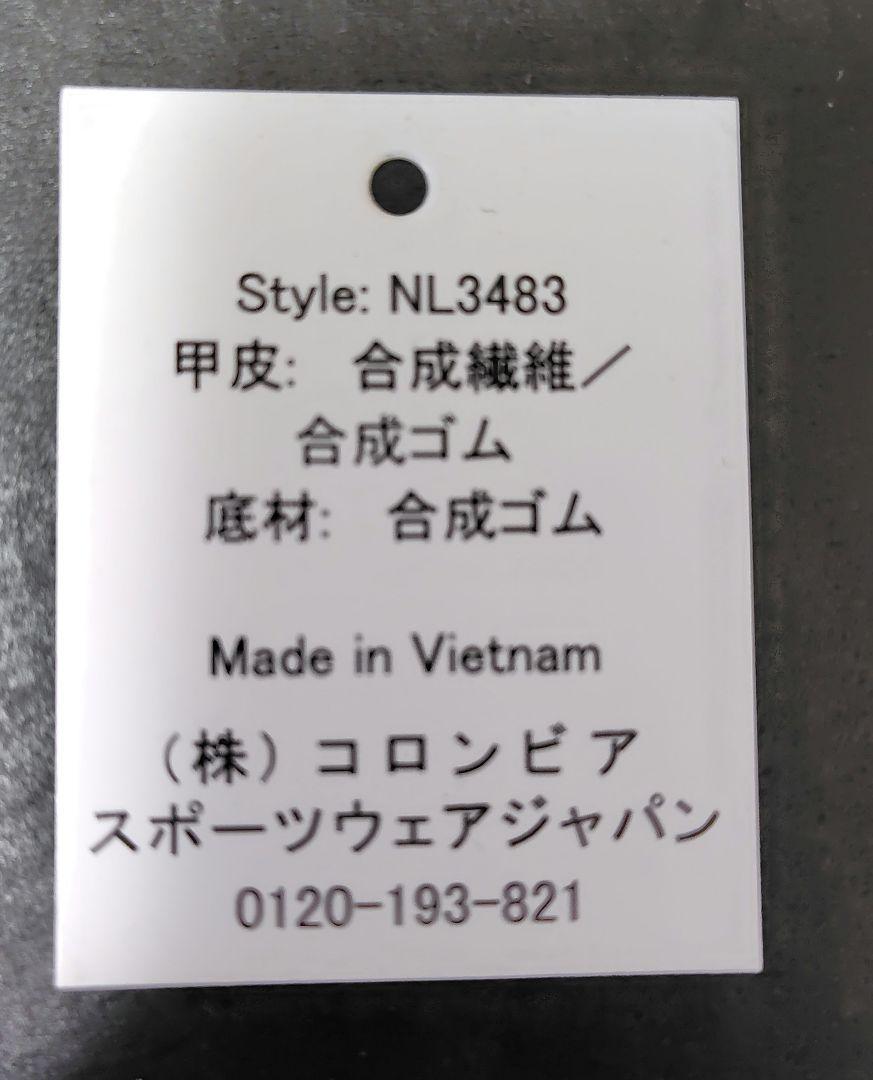 Style: NL3483
甲皮:　合成繊維／
合成ゴム
底材:　合成ゴム
Made in Vietnam
（株）コロンビア
スポーツウェアジャパン
0120-193-821